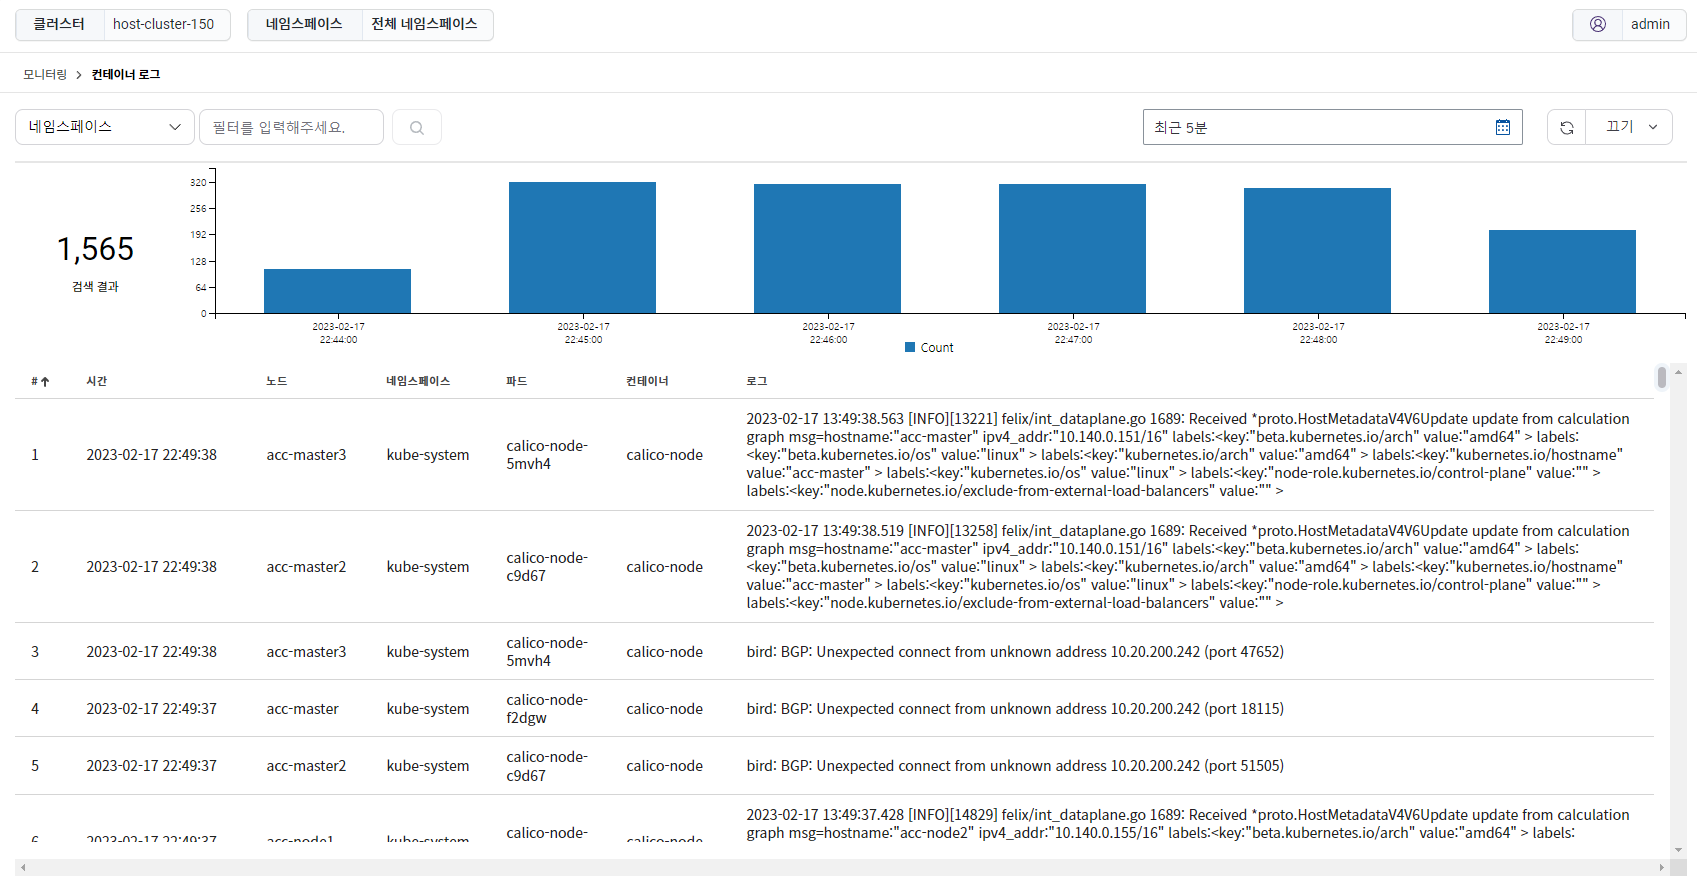 클러스터 host-cluster-150 네임스페이스 전체 네임스페이스 admin
모니터링 > 컨테이너 로그
네임스페이스 필터를 입력해주세요. 최근 5분 끄기
320
256
192
128
64
0
1,565
검색 결과
2023-02-17 2023-02-17 2023-02-17 2023-02-17 2023-02-17 2023-02-17
22:44:00 22:45:00 22:46:00 22:47:00 22:48:00 22:49:00
Count
# 시간 노드 네임스페이스 파드 컨테이너 로그
1 2023-02-17 22:49:38 acc-master3 kube-system calico-node-5mvh4 calico-node
2023-02-17 13:49:38.563 [INFO][13221] felix/int_dataplane.go 1689: Received *proto.HostMetadataV4V6Update update from calculation
graph msg=hostname:"acc-master" ipv4_addr:"10.140.0.151/16" labels:<key:"beta.kubernetes.io/arch" value:"amd64" > labels:
<key:"beta.kubernetes.io/os" value:"linux" > labels:<key:"kubernetes.io/arch" value:"amd64" > labels:<key:"kubernetes.io/hostname"
value:"acc-master" > labels:<key:"kubernetes.io/os" value:"linux" > labels:<key:"node-role.kubernetes.io/control-plane" value:"" >
labels:<key:"node.kubernetes.io/exclude-from-external-load-balancers" value:"" >
2 2023-02-17 22:49:38 acc-master2 kube-system calico-node-c9d67 calico-node
2023-02-17 13:49:38.519 [INFO][13258] felix/int_dataplane.go 1689: Received *proto.HostMetadataV4V6Update update from calculation
graph msg=hostname:"acc-master" ipv4_addr:"10.140.0.151/16" labels:<key:"beta.kubernetes.io/arch" value:"amd64" > labels:
<key:"beta.kubernetes.io/os" value:"linux" > labels:<key:"kubernetes.io/arch" value:"amd64" > labels:<key:"kubernetes.io/hostname"
value:"acc-master" > labels:<key:"kubernetes.io/os" value:"linux" > labels:<key:"node-role.kubernetes.io/control-plane" value:"" >
labels:<key:"node.kubernetes.io/exclude-from-external-load-balancers" value:"" >
3 2023-02-17 22:49:38 acc-master3 kube-system calico-node-5mvh4 calico-node bird: BGP: Unexpected connect from unknown address 10.20.200.242 (port 47652)
4 2023-02-17 22:49:37 acc-master kube-system calico-node-f2dgw calico-node bird: BGP: Unexpected connect from unknown address 10.20.200.242 (port 18115)
5 2023-02-17 22:49:37 acc-master2 kube-system calico-node-c9d67 calico-node bird: BGP: Unexpected connect from unknown address 10.20.200.242 (port 51505)
6 2023-02-17 22:49:37 acc-node1 kube-system calico-node- calico-node
2023-02-17 13:49:37.428 [INFO][14829] felix/int_dataplane.go 1689: Received *proto.HostMetadataV4V6Update update from calculation
graph msg=hostname:"acc-node2" ipv4_addr:"10.140.0.155/16" labels:<key:"beta.kubernetes.io/arch" value:"amd64" > labels: